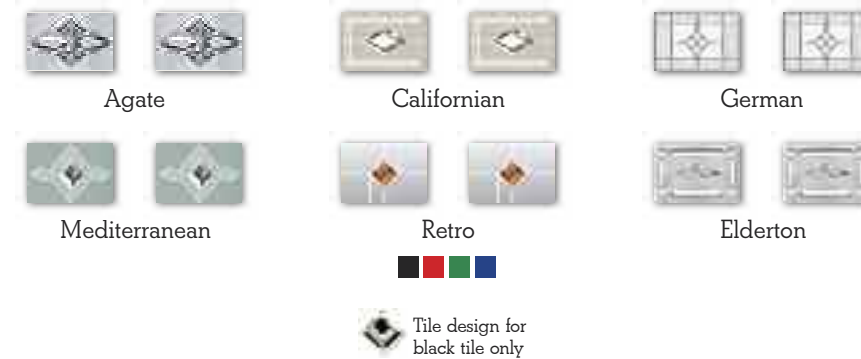 Agate
Californian
German
Mediterranean
Retro
Elderton
Tile design for
black tile only